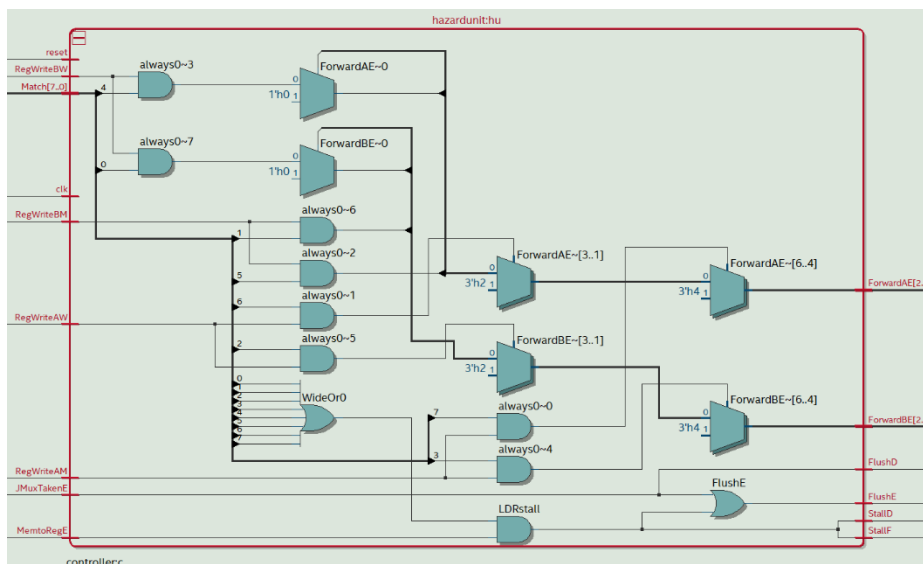 hazardunit:hu
reset
RegWriteBW
Match[7..0]
clk
RegWriteBM
RegWriteAW
RegWriteAM
JMuxTakenE
MemtoRegE
always0~3
4
always0~7
0
ForwardAE~0
0
1'h0 1
ForwardBE~0
0
1'h0 1
always0~6
1
always0~2
5
always0~1
6
always0~5
2
WideOr0
0
1
2
3
4
5
6
7
ForwardAE~[3..1]
0
3'h2 1
ForwardAE~[6..4]
0
3'h4 1
ForwardBE~[3..1]
0
3'h2 1
ForwardBE~[6..4]
0
3'h4 1
always0~0
7
always0~4
3
LDRstall
FlushE
ForwardAE[2..
ForwardBE[2..
FlushD
FlushE
StallD
StallF
controller:c